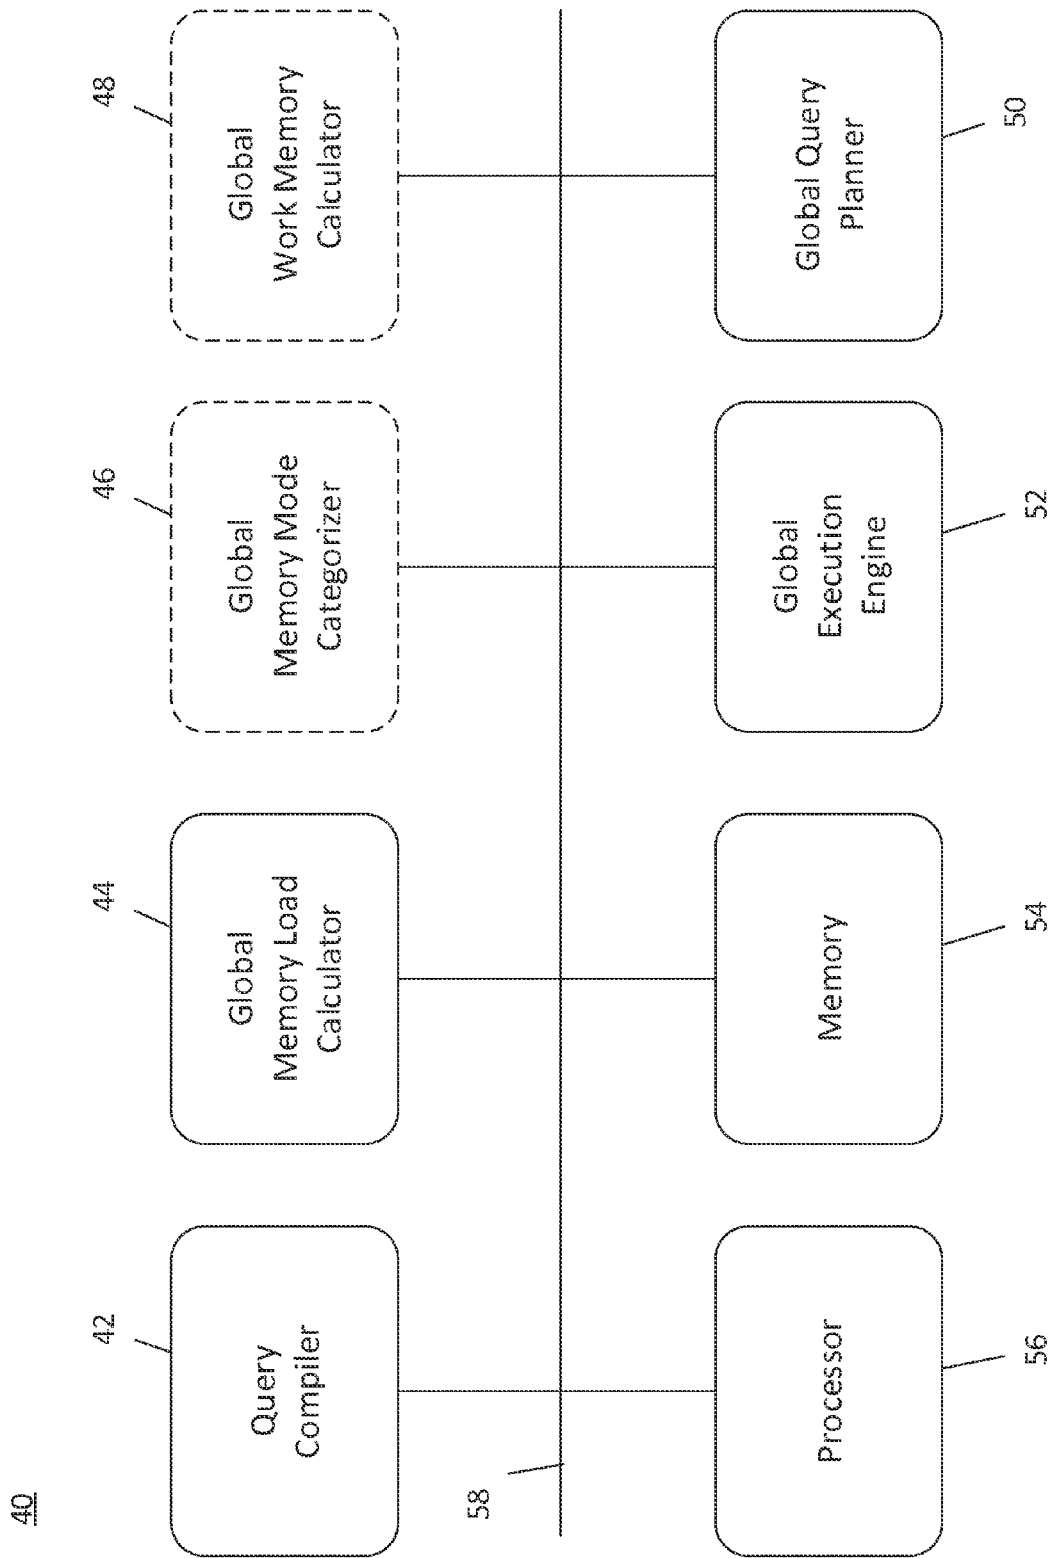 40
42
Query
Compiler
44
Global
Memory Load
Calculator
46
Global
Memory Mode
Categorizer
48
Global
Work Memory
Calculator
58
Processor
56
Memory
54
Global
Execution
Engine
52
Global Query
Planner
50